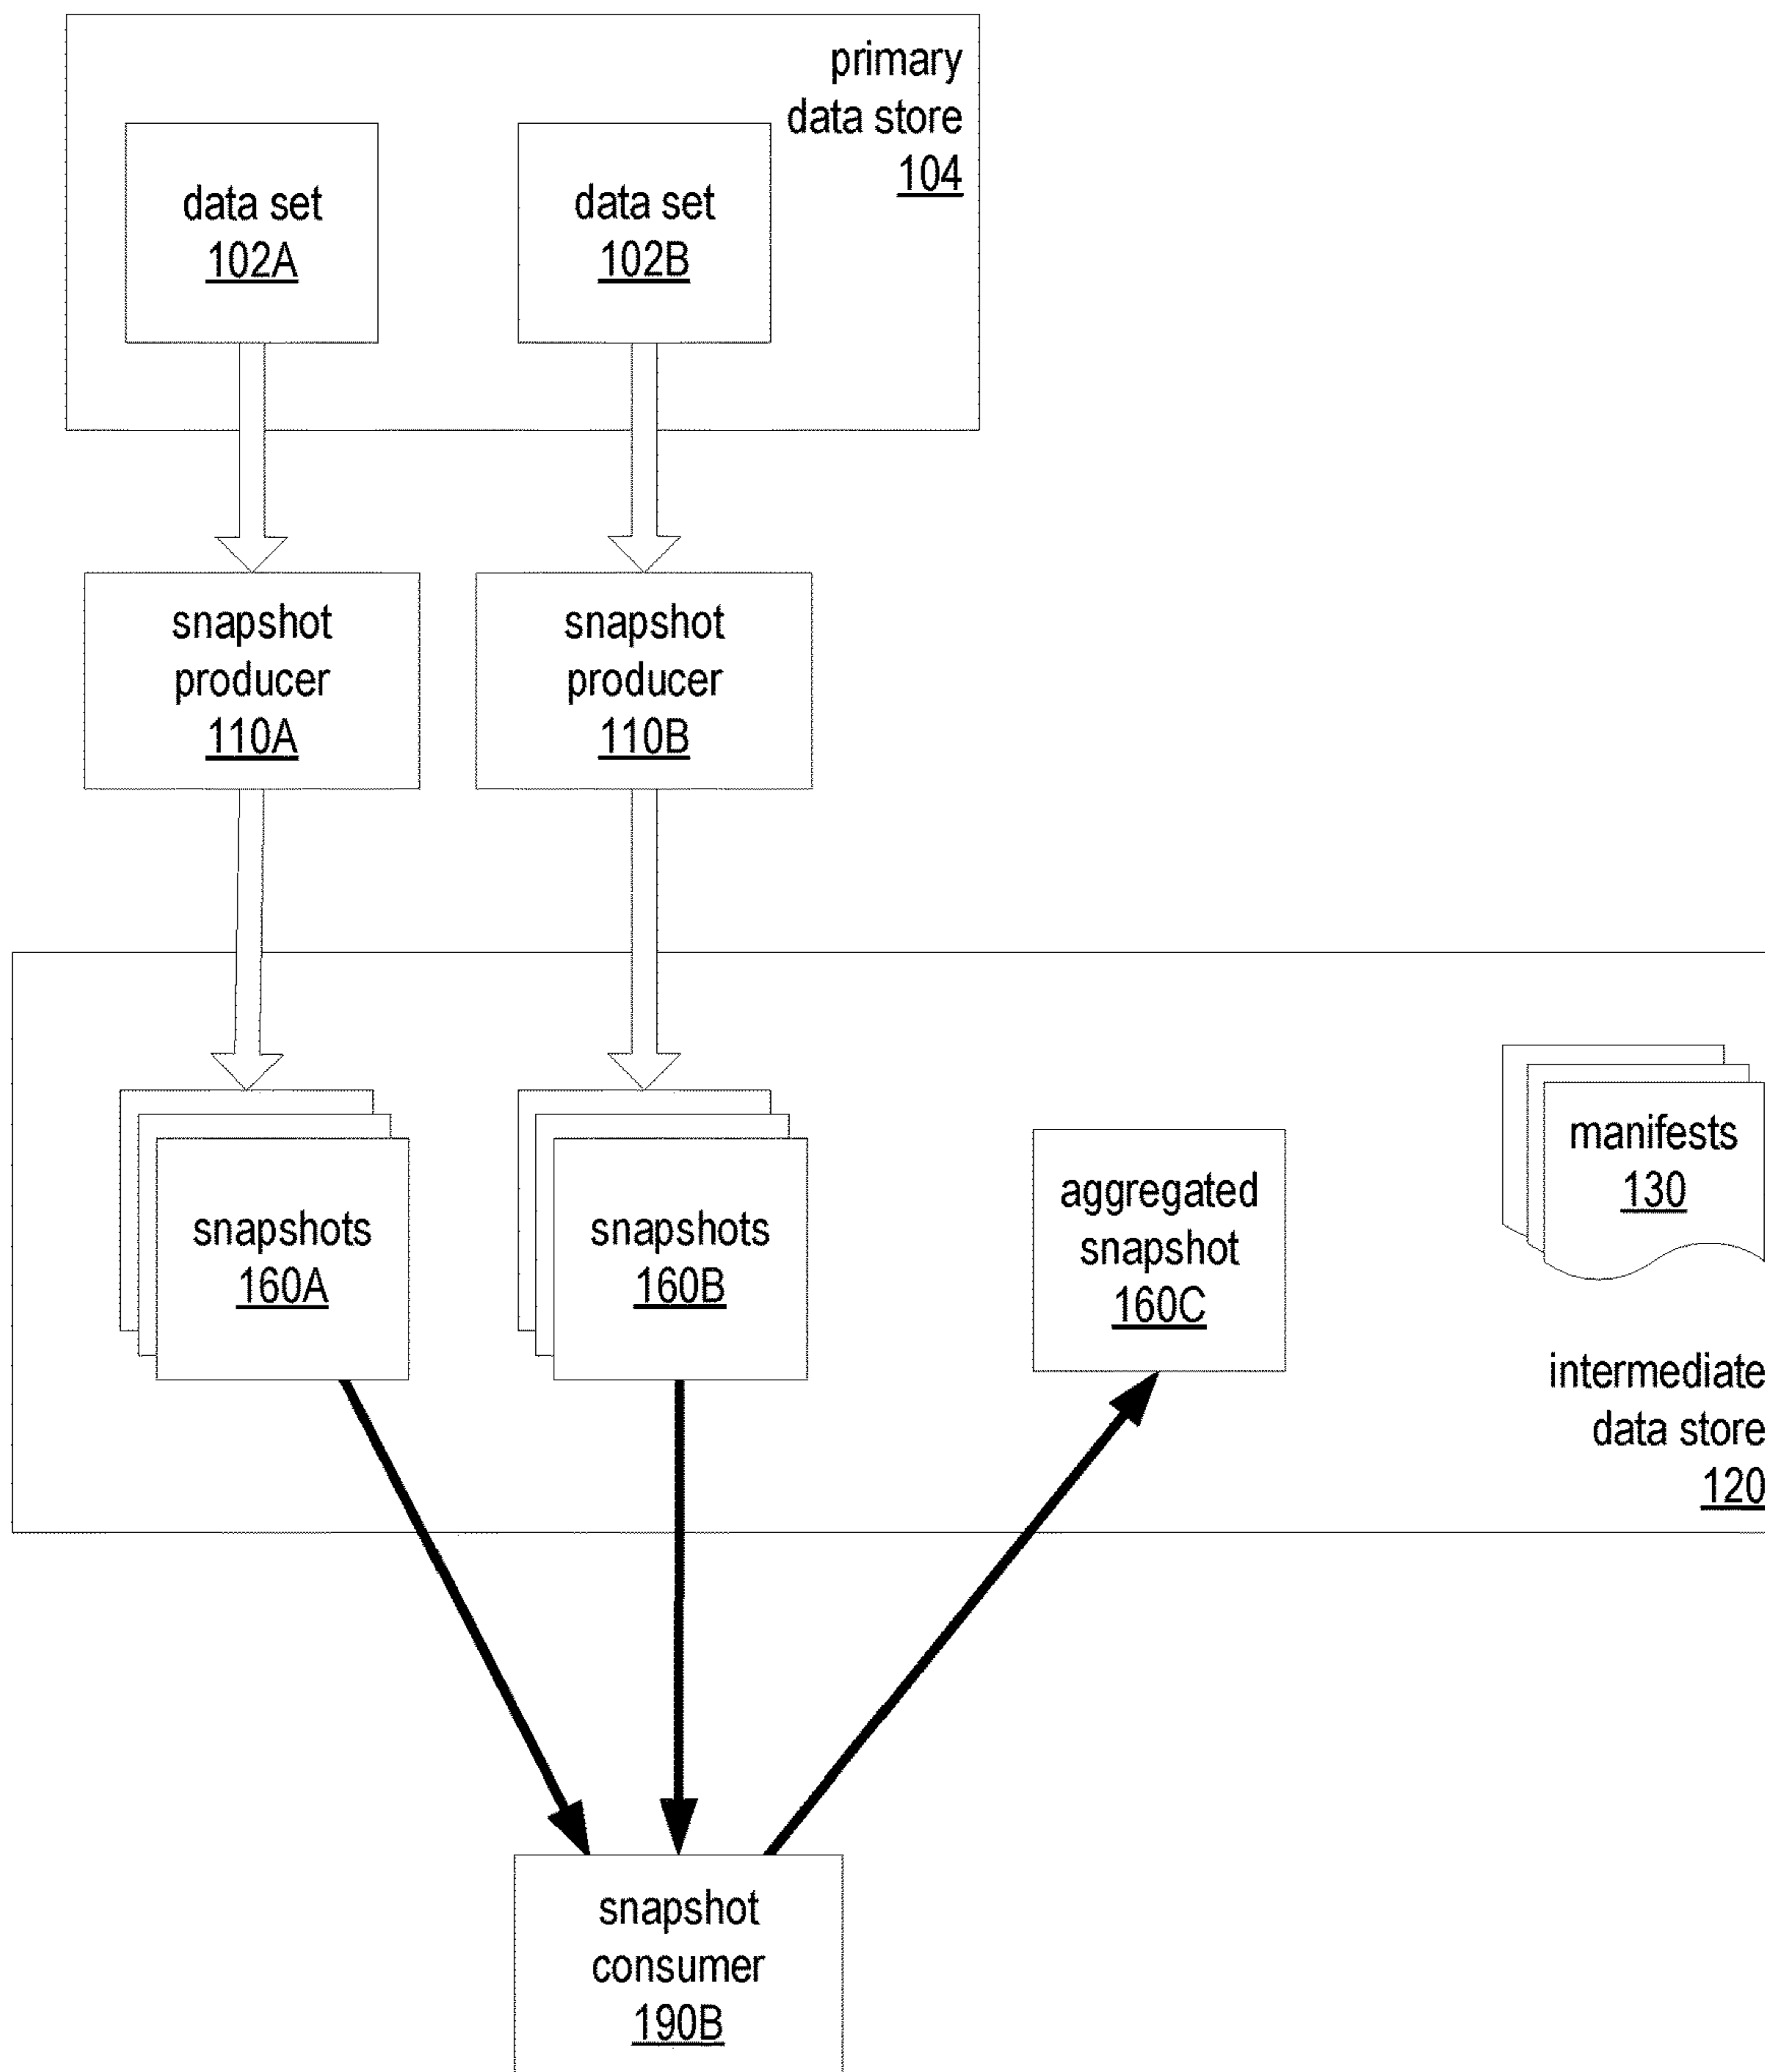 primary
data store
104
data set
102A
data set
102B
snapshot
producer
110A
snapshot
producer
110B
snapshots
160A
snapshots
160B
aggregated
snapshot
160C
manifests
130
intermediate
data store
120
snapshot
consumer
190B